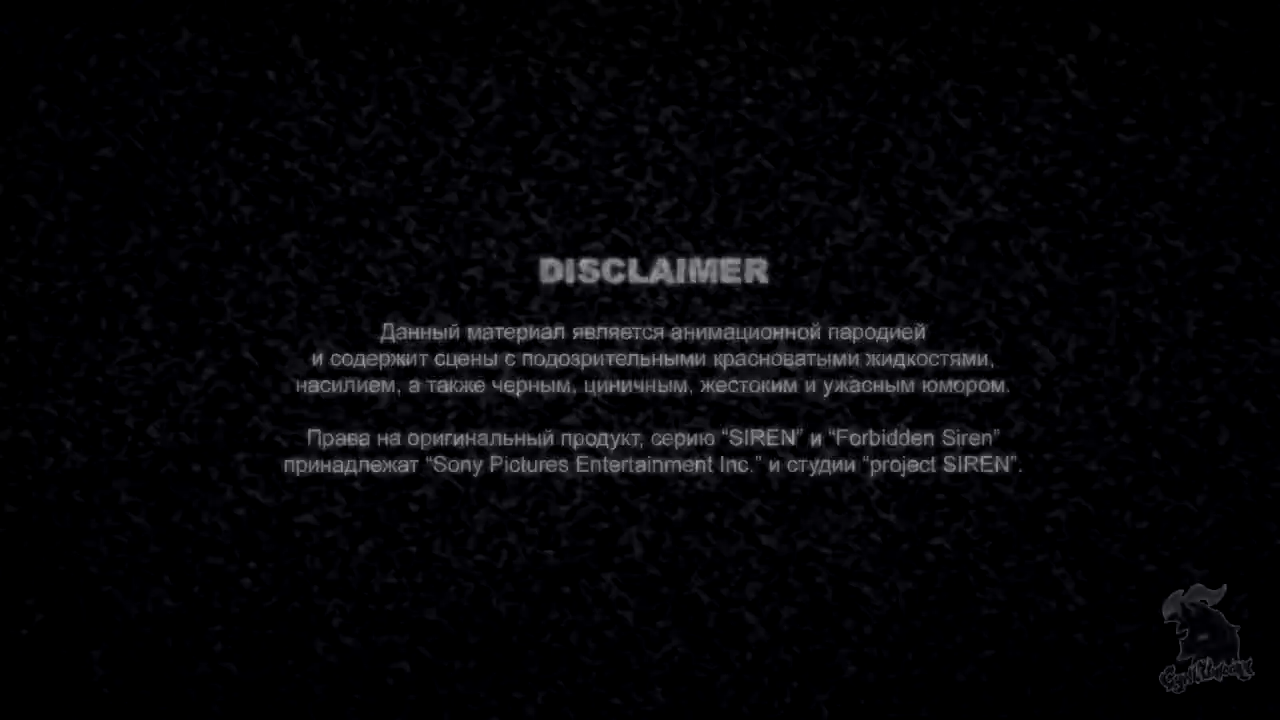 DISCLAIMER
Данный материал является анимационной пародией
и содержит сцены с подозрительными красноватыми жидкостями,
насилием, а также черным, циничным, жестоким и ужасным юмором.
Права на оригинальный продукт, серию “SIREN” и “Forbidden Siren”
принадлежат “Sony Pictures Entertainment Inc.” и студии “project SIREN”.